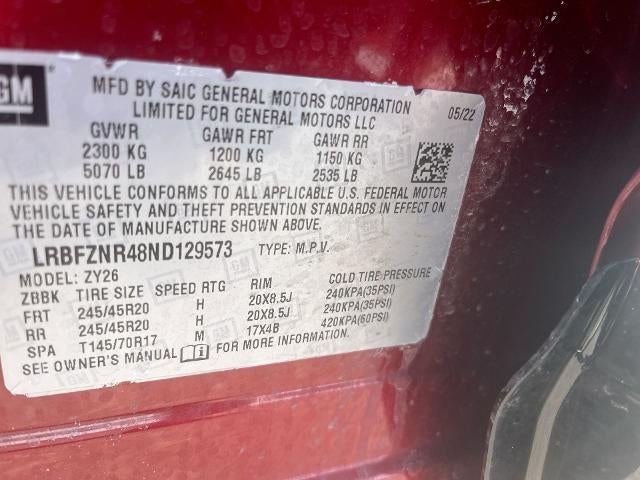 GM
MFD BY SAIC GENERAL MOTORS CORPORATION
LIMITED FOR GENERAL MOTORS LLC
05/22
GVWR GAWR FRT GAWR RR
2300 KG 1200 KG 1150 KG
5070 LB 2645 LB 2535 LB
THIS VEHICLE CONFORMS TO ALL APPLICABLE U.S. FEDERAL MOTOR
VEHICLE SAFETY AND THEFT PREVENTION STANDARDS IN EFFECT ON
THE DATE OF MANUFACTURE SHOWN ABOVE.
LRBFZNR48ND129573 TYPE: M.P.V.
MODEL: ZY26
ZBBK TIRE SIZE SPEED RTG RIM COLD TIRE PRESSURE
FRT 245/45R20 H 20X8.5J 240KPA(35PSI)
RR 245/45R20 H 20X8.5J 240KPA(35PSI)
SPA T145/70R17 M 17X4B 420KPA(60PSI)
SEE OWNER'S MANUAL i FOR MORE INFORMATION.